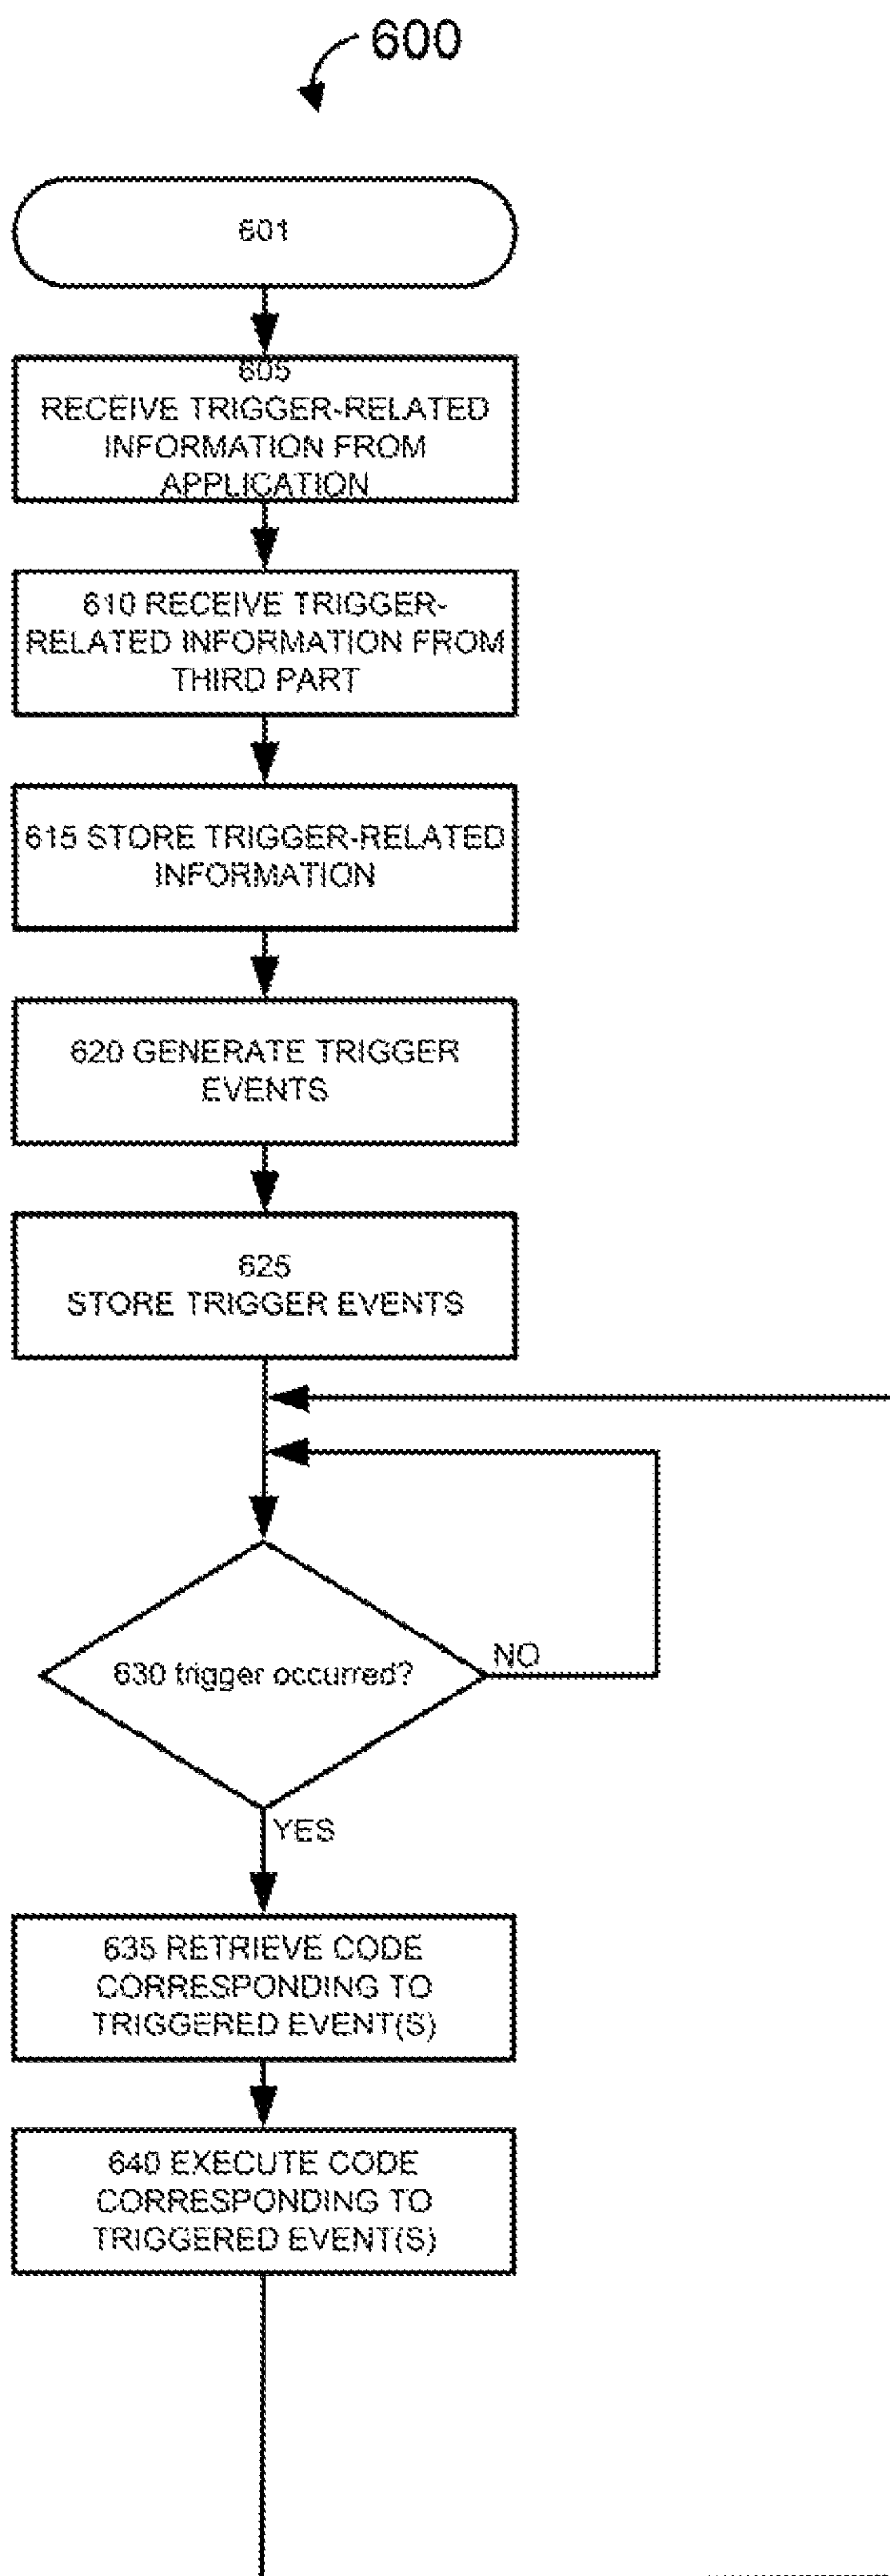 600
601
605
RECEIVE TRIGGER-RELATED
INFORMATION FROM
APPLICATION
610 RECEIVE TRIGGER-
RELATED INFORMATION FROM
THIRD PART
615 STORE TRIGGER-RELATED
INFORMATION
620 GENERATE TRIGGER
EVENTS
625
STORE TRIGGER EVENTS
630 trigger occurred?
NO
YES
635 RETRIEVE CODE
CORRESPONDING TO
TRIGGERED EVENT(S)
640 EXECUTE CODE
CORRESPONDING TO
TRIGGERED EVENT(S)